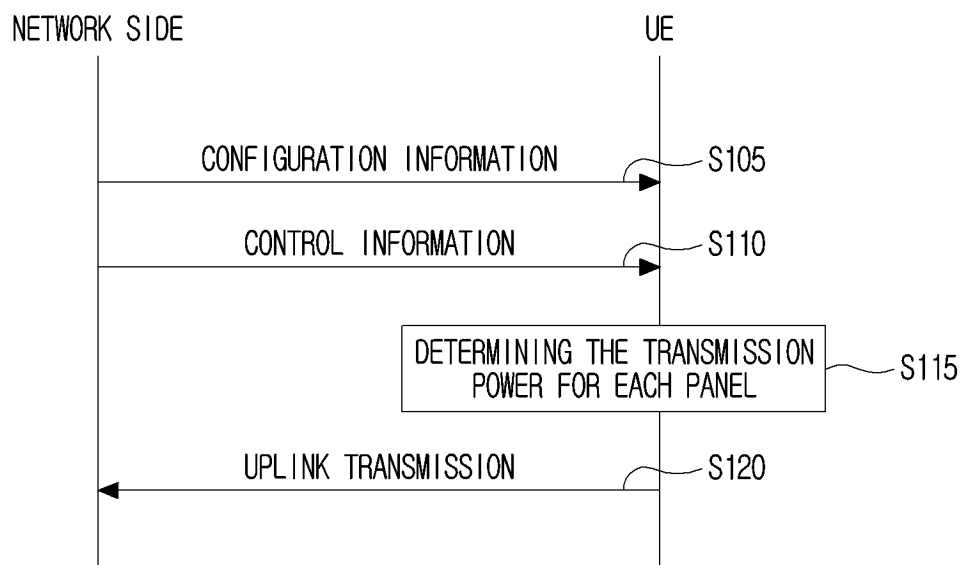 NETWORK SIDE
UE
CONFIGURATION INFORMATION
S105
CONTROL INFORMATION
S110
DETERMINING THE TRANSMISSION
POWER FOR EACH PANEL
S115
UPLINK TRANSMISSION
S120